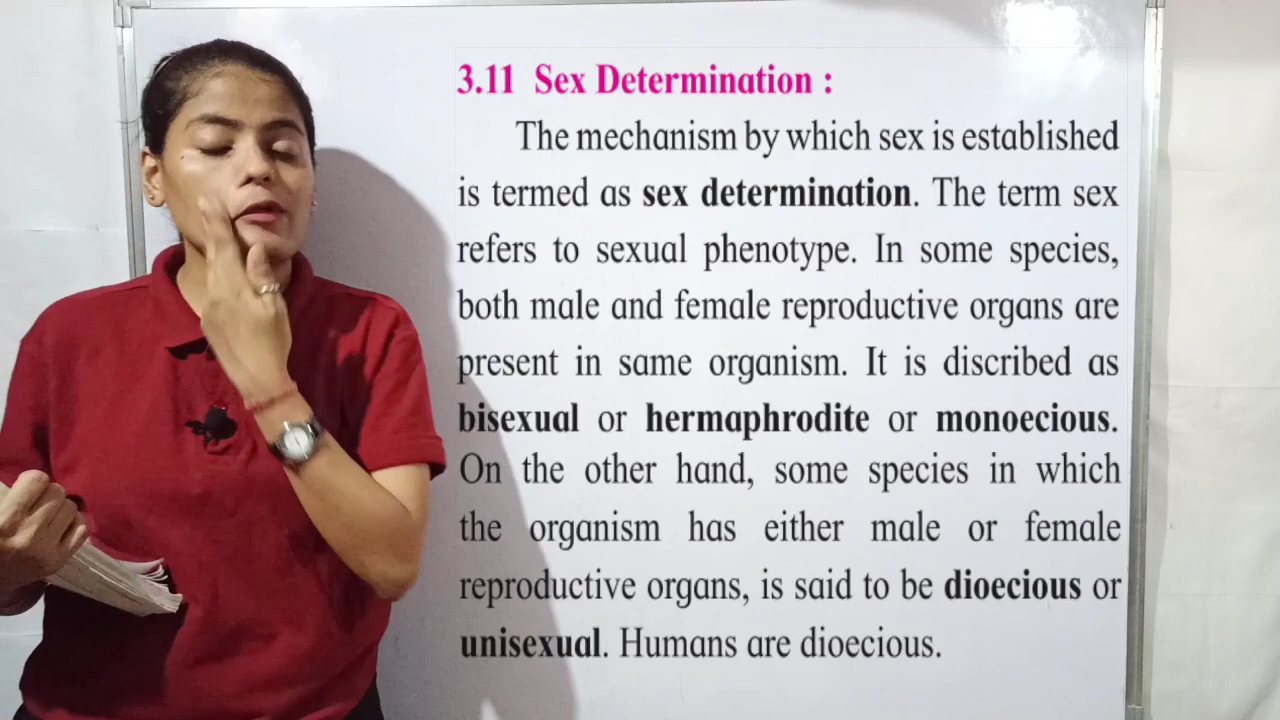 3.11 Sex Determination :
The mechanism by which sex is established
is termed as sex determination. The term sex
refers to sexual phenotype. In some species,
both male and female reproductive organs are
present in same organism. It is discribed as
bisexual or hermaphrodite or monoecious.
On the other hand, some species in which
the organism has either male or female
reproductive organs, is said to be dioecious or
unisexual. Humans are dioecious.